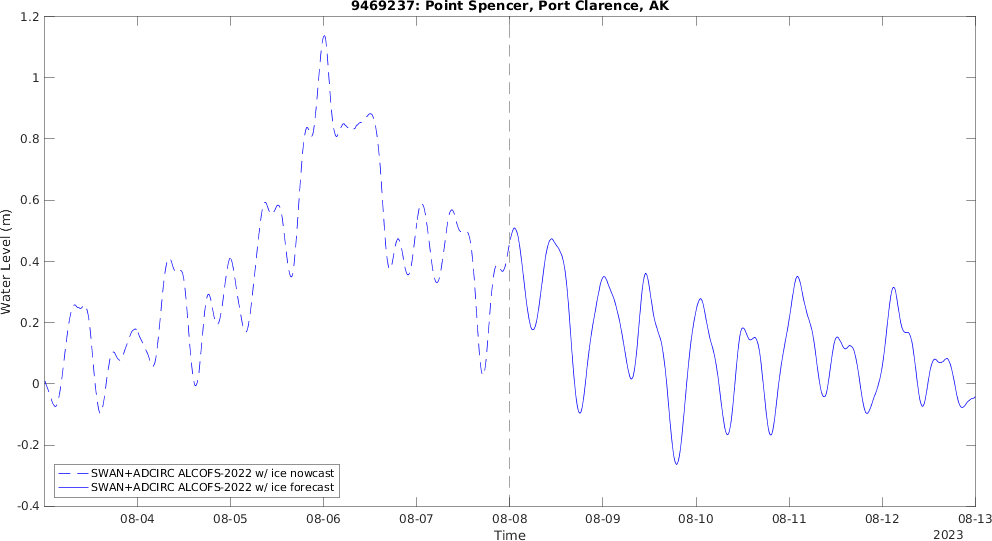 9469237: Point Spencer, Port Clarence, AK
1.2
1
0.8
0.6
0.4
0.2
0
-0.2
-0.4
Water Level (m)
SWAN+ADCIRC ALCOFS-2022 w/ ice nowcast
SWAN+ADCIRC ALCOFS-2022 w/ ice forecast
08-04 08-05 08-06 08-07 08-08 08-09 08-10 08-11 08-12 08-13
Time
2023